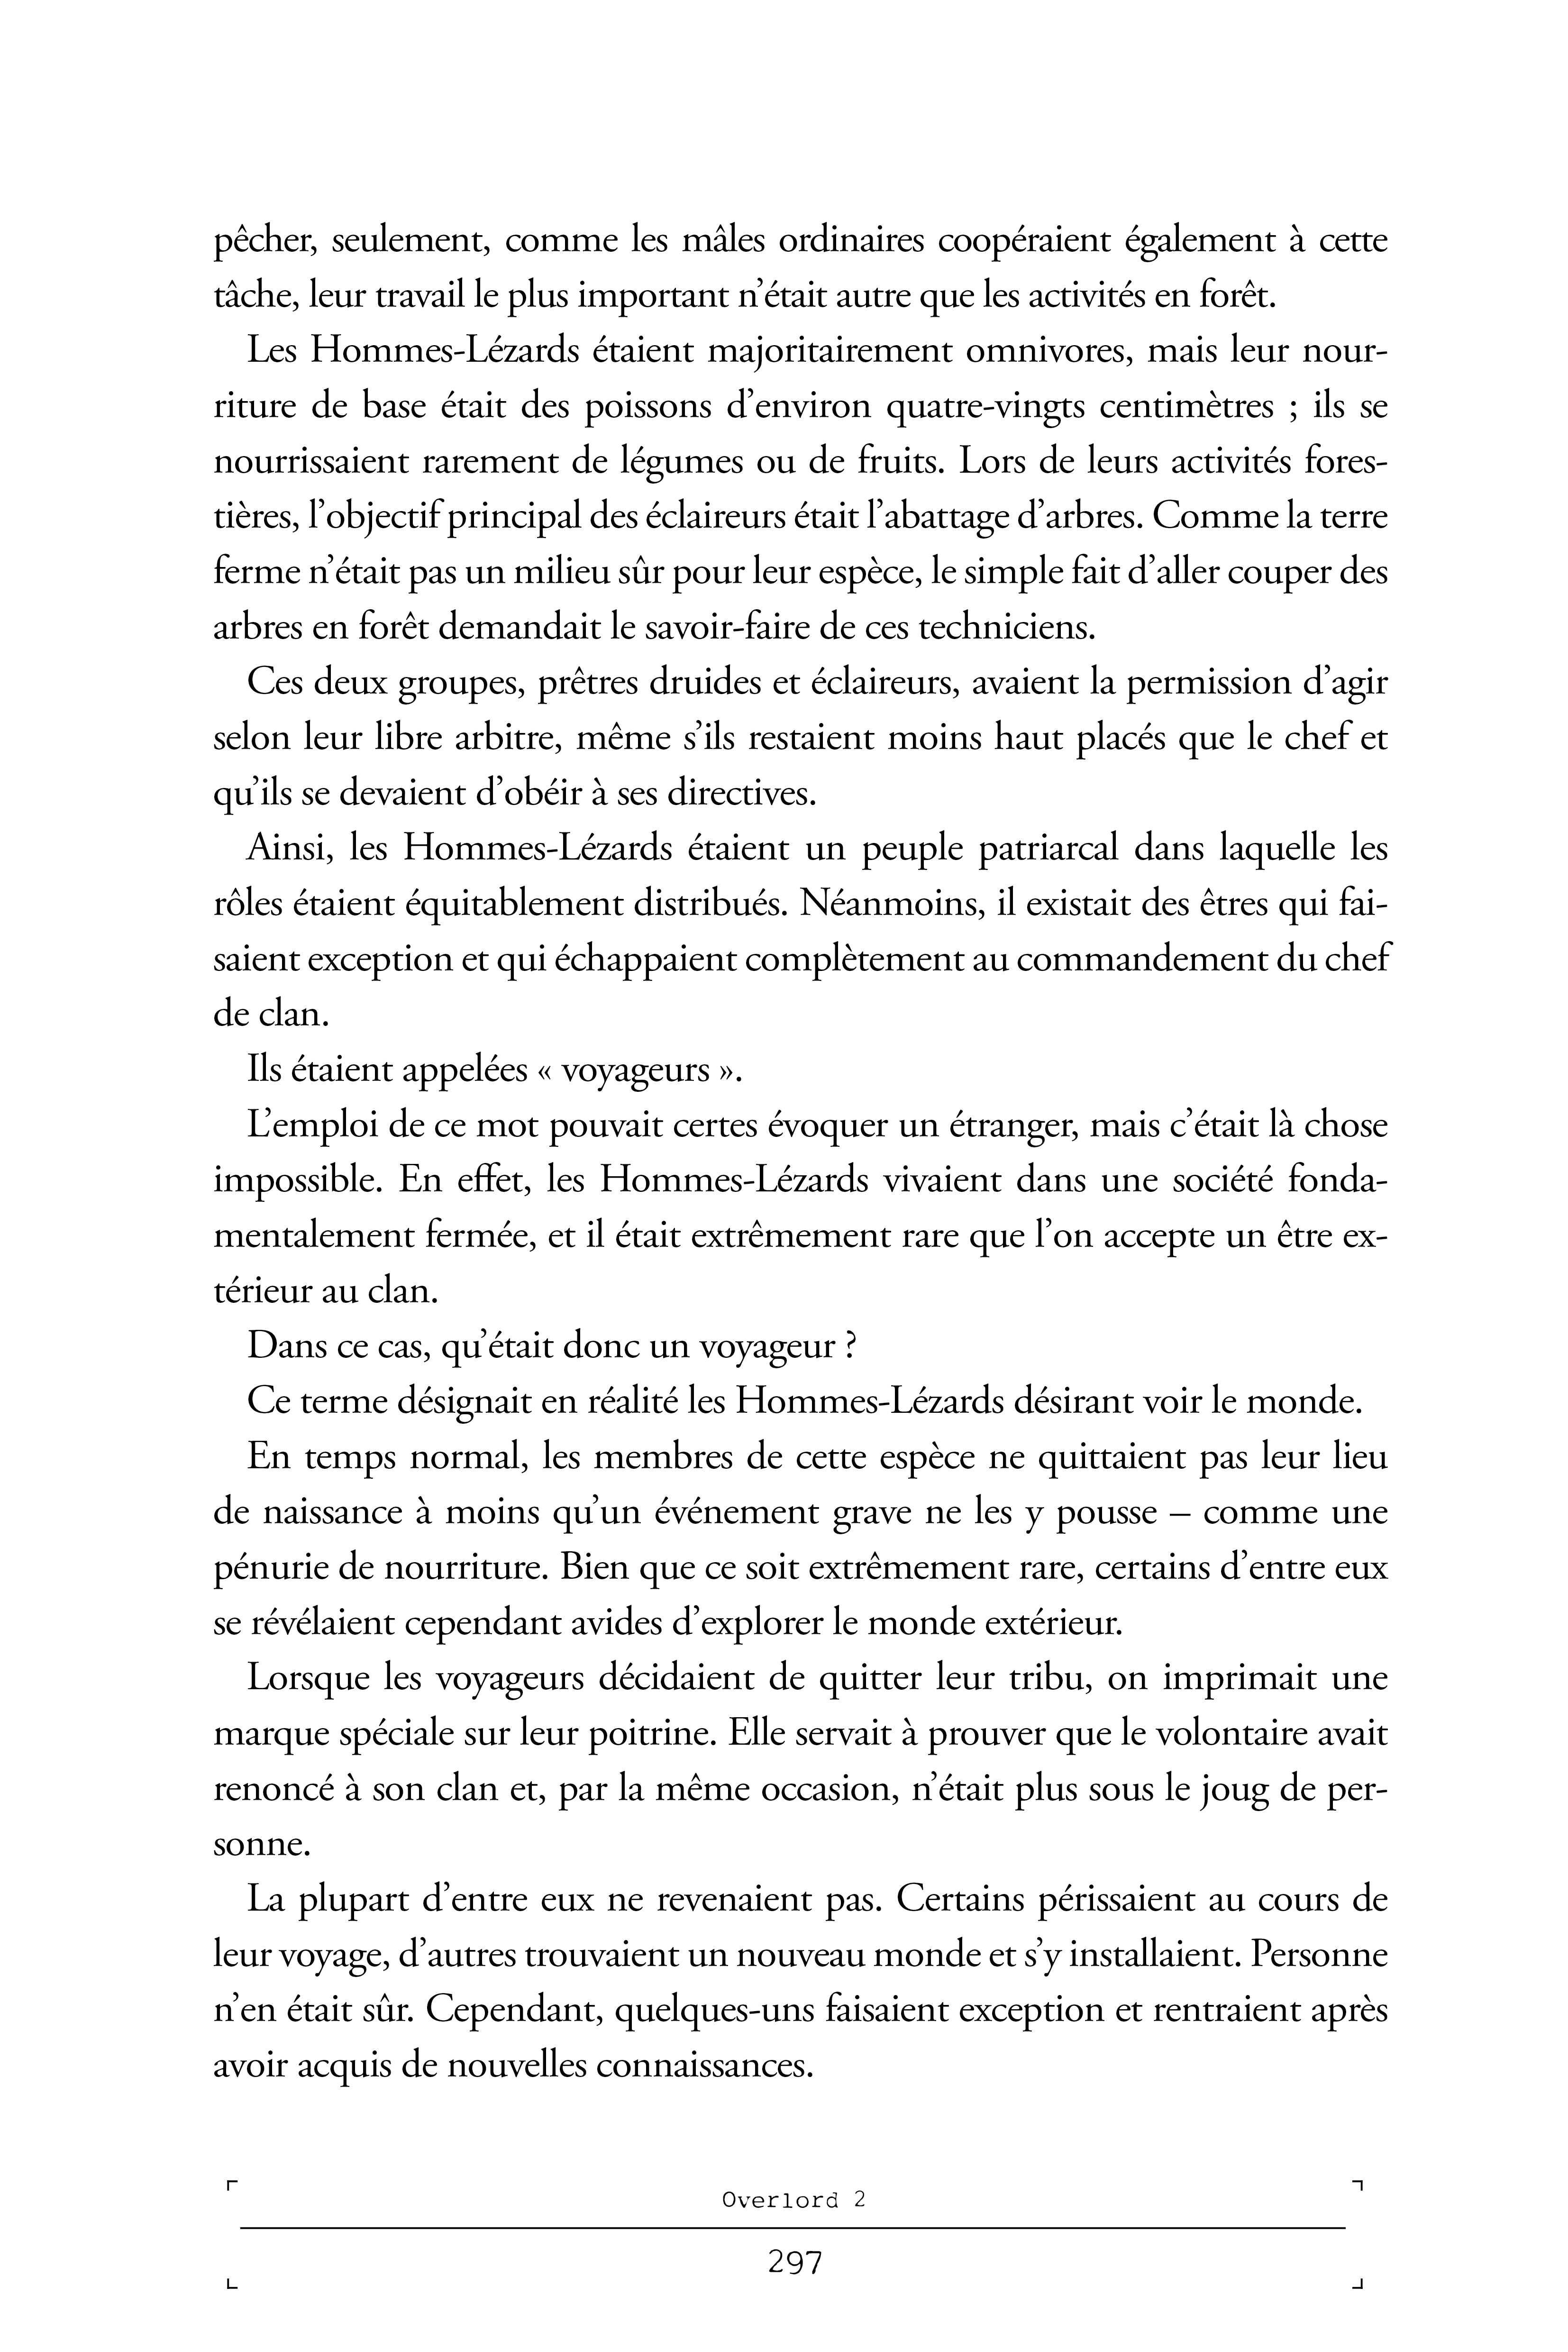 pêcher, seulement, comme les mâles ordinaires coopéraient également à cette
tâche, leur travail le plus important n’était autre que les activités en forêt.
Les Hommes-Lézards étaient majoritairement omnivores, mais leur nour-
riture de base était des poissons d’environ quatre-vingts centimètres ; ils se
nourrissaient rarement de légumes ou de fruits. Lors de leurs activités fores-
tières, l’objectif principal des éclaireurs était l’abattage d’arbres. Comme la terre
ferme n’était pas un milieu sûr pour leur espèce, le simple fait d’aller couper des
arbres en forêt demandait le savoir-faire de ces techniciens.
Ces deux groupes, prêtres druides et éclaireurs, avaient la permission d’agir
selon leur libre arbitre, même s’ils restaient moins haut placés que le chef et
qu’ils se devaient d’obéir à ses directives.
Ainsi, les Hommes-Lézards étaient un peuple patriarcal dans laquelle les
rôles étaient équitablement distribués. Néanmoins, il existait des êtres qui fai-
saient exception et qui échappaient complètement au commandement du chef
de clan.
Ils étaient appelées « voyageurs ».
L’emploi de ce mot pouvait certes évoquer un étranger, mais c’était là chose
impossible. En effet, les Hommes-Lézards vivaient dans une société fonda-
mentalement fermée, et il était extrêmement rare que l’on accepte un être ex-
térieur au clan.
Dans ce cas, qu’était donc un voyageur ?
Ce terme désignait en réalité les Hommes-Lézards désirant voir le monde.
En temps normal, les membres de cette espèce ne quittaient pas leur lieu
de naissance à moins qu’un événement grave ne les y pousse – comme une
pénurie de nourriture. Bien que ce soit extrêmement rare, certains d’entre eux
se révélaient cependant avides d’explorer le monde extérieur.
Lorsque les voyageurs décidaient de quitter leur tribu, on imprimait une
marque spéciale sur leur poitrine. Elle servait à prouver que le volontaire avait
renoncé à son clan et, par la même occasion, n’était plus sous le joug de per-
sonne.
La plupart d’entre eux ne revenaient pas. Certains périssaient au cours de
leur voyage, d’autres trouvaient un nouveau monde et s’y installaient. Personne
n’en était sûr. Cependant, quelques-uns faisaient exception et rentraient après
avoir acquis de nouvelles connaissances.
Overlord 2
297